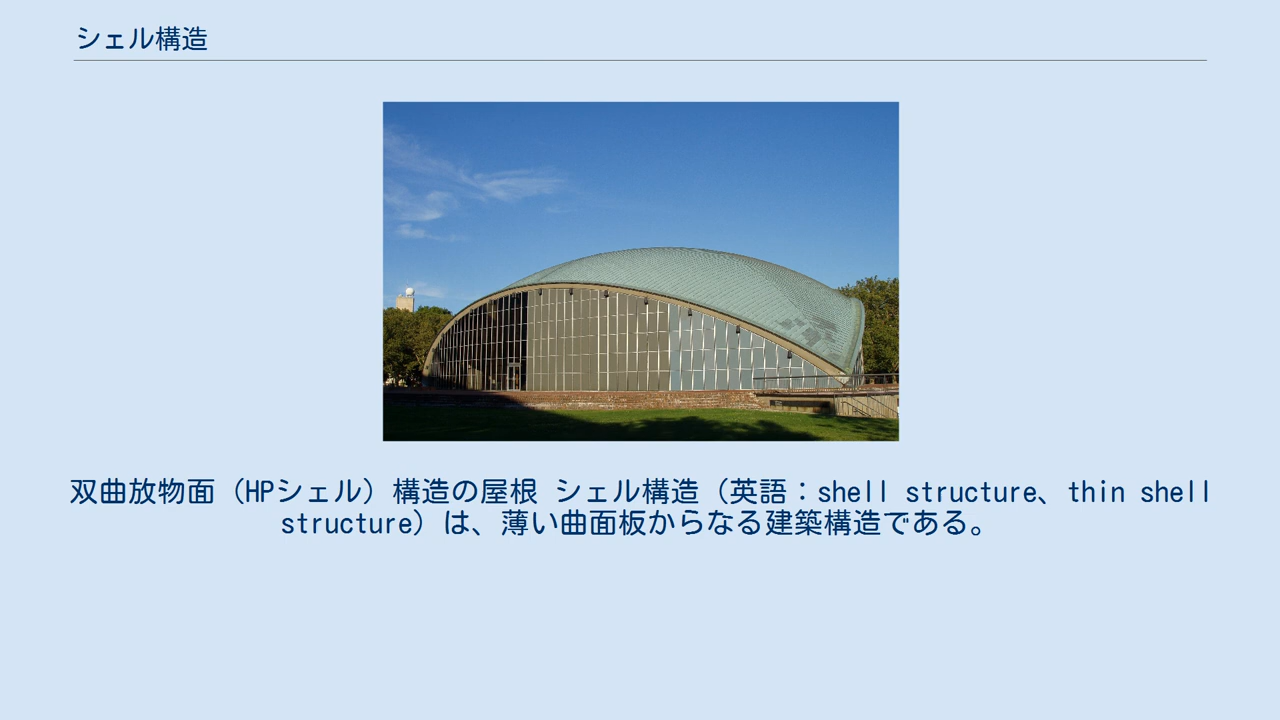 シェル構造
双曲放物面（HPシェル）構造の屋根 シェル構造（英語：shell structure、thin shell
structure）は、薄い曲面板からなる建築構造である。